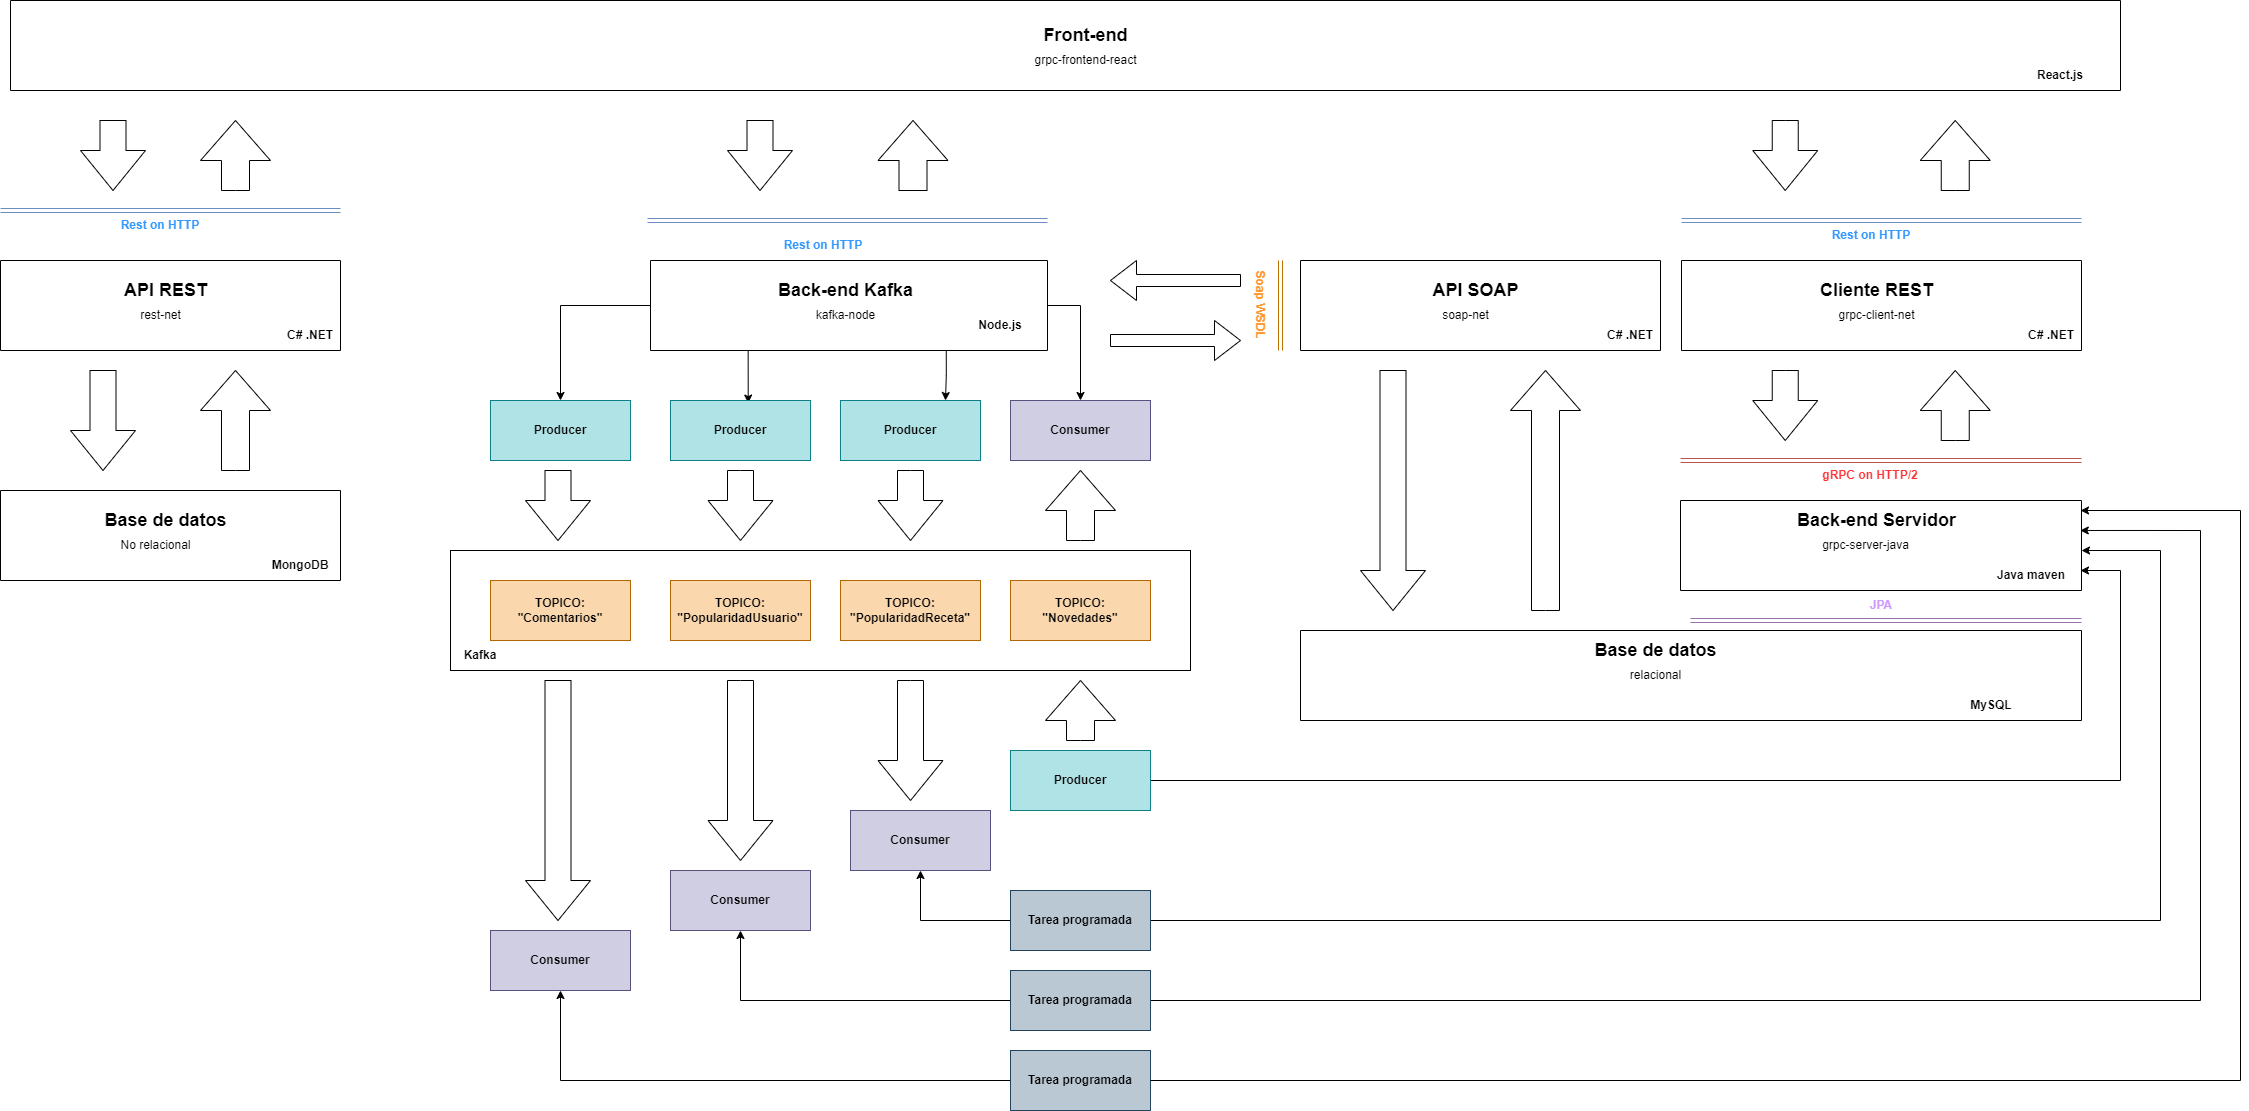 Front-end
grpc-frontend-react
React.js
Rest on HTTP
Rest on HTTP
Rest on HTTP
API REST
rest-net
C# .NET
Back-end Kafka
kafka-node
Node.js
Soap WSDL
API SOAP
soap-net
C# .NET
Cliente REST
grpc-client-net
C# .NET
Producer
Producer
Producer
Consumer
gRPC on HTTP/2
Base de datos
No relacional
MongoDB
Back-end Servidor
grpc-server-java
Java maven
JPA
TOPICO:
"Comentarios"
TOPICO:
"PopularidadUsuario"
TOPICO:
"PopularidadReceta"
TOPICO:
"Novedades"
Kafka
Base de datos
relacional
MySQL
Producer
Consumer
Consumer
Consumer
Tarea programada
Tarea programada
Tarea programada